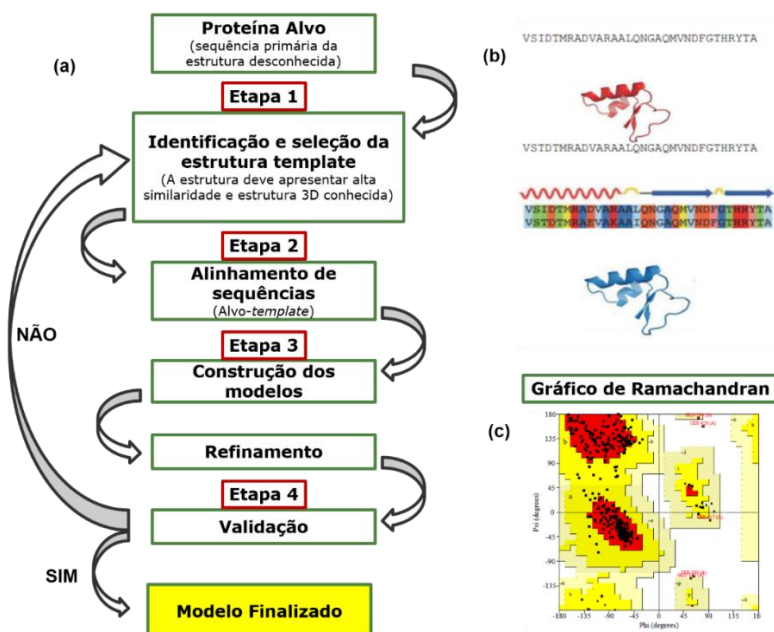 (a)
Proteína Alvo
(sequência primária da
estrutura desconhecida)
Etapa 1
Identificação e seleção da
estrutura template
(A estrutura deve apresentar alta
similaridade e estrutura 3D conhecida)
Etapa 2
Alinhamento de
sequências
(Alvo-template)
Etapa 3
Construção dos
modelos
Refinamento
Etapa 4
Validação
NÃO
SIM
Modelo Finalizado
(b)
VSIDTMRADVARAALQNGAQMVNDFGTHRYTA
VSTDTMRADVARAALQNGAQMVNDFGTHRYTA
VSIDTMRADVARAALQNGAQMVNDFGTHRYTA
VSTDTMRAEVAKAAIQNGAQMVNDFGTHRYTA
Gráfico de Ramachandran
(c)
Psi (degrees)
180
135
90
45
0
-45
-90
-135
-180
-135
-90
-45
0
45
90
135
18
Phi (degrees)